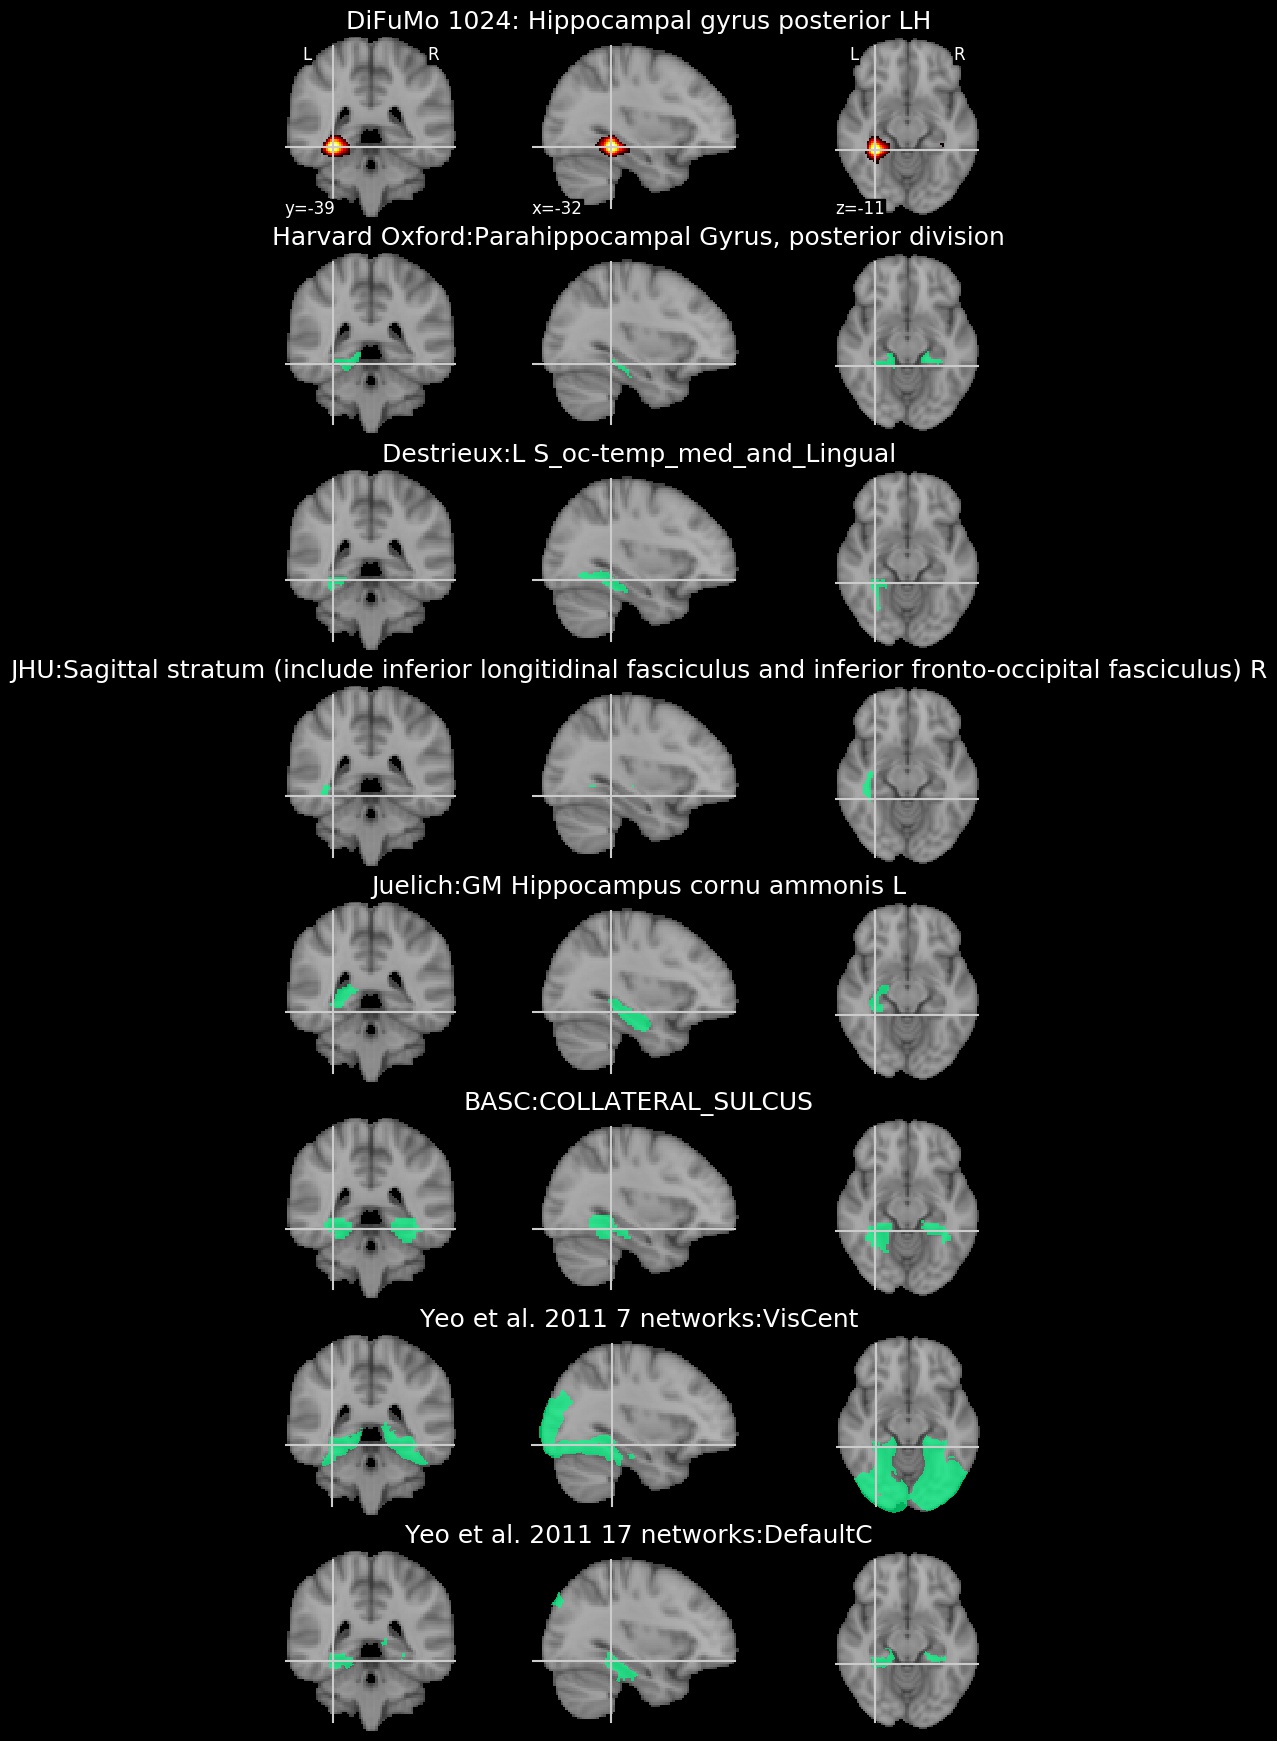 DiFuMo 1024: Hippocampal gyrus posterior LH
L R L R
y=-39 x=-32 z=-11
Harvard Oxford:Parahippocampal Gyrus, posterior division
Destrieux:L S_oc-temp_med_and_Lingual
JHU:Sagittal stratum (include inferior longitidinal fasciculus and inferior fronto-occipital fasciculus) R
Juelich:GM Hippocampus cornu ammonis L
BASC:COLLATERAL_SULCUS
Yeo et al. 2011 7 networks:VisCent
Yeo et al. 2011 17 networks:DefaultC